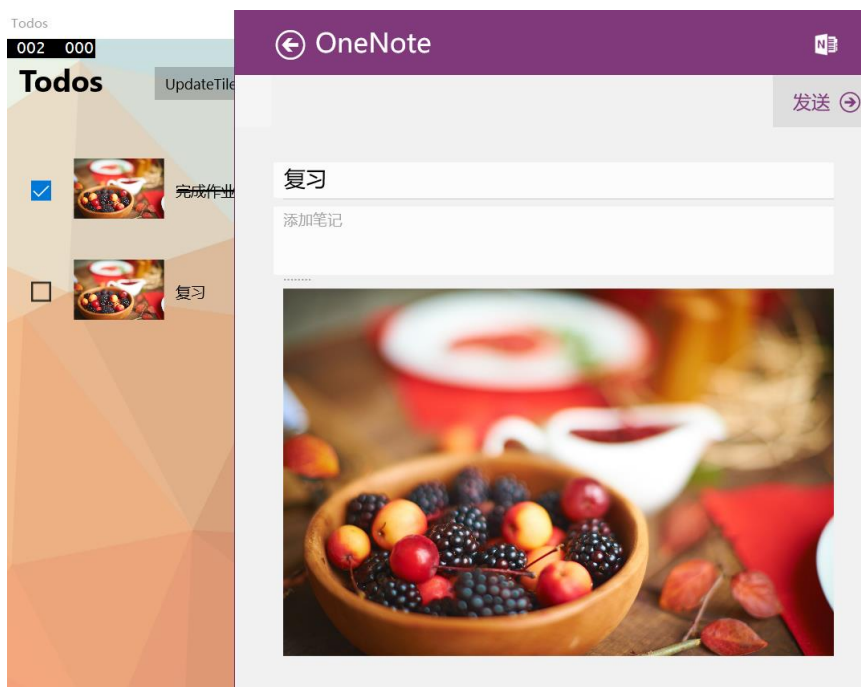 Todos
002 000
Todos
UpdateTile
完成作业
复习
OneNote
发送
复习
添加笔记
........